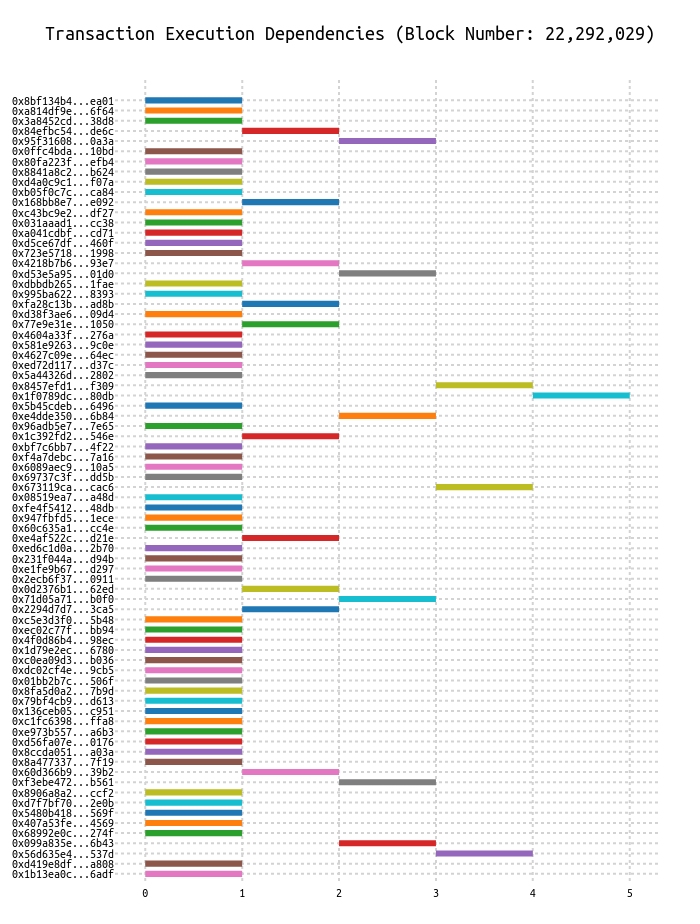 Transaction Execution Dependencies (Block Number: 22,292,029)
0x8bf134b4...ea01
0xa814df9e...6f64
0x3a8452cd...38d8
0x84efbc54...de6c
0x95f31608...0a3a
0x0ffc4bda...10bd
0x80fa223f...efb4
0x8841a8c2...b624
0xd4a0c9c1...f07a
0xb05f0c7c...ca84
0x168bb8e7...e092
0xc43bc9e2...df27
0x031aaad1...cc38
0xa041cdbf...cd71
0xd5ce67df...460f
0x723e5718...1998
0x4218b7b6...93e7
0xd53e5a95...01d0
0xdbbdb265...1fae
0x995ba622...8393
0xfa28c13b...ad8b
0xd38f3ae6...09d4
0x77e9e31e...1050
0x4604a33f...276a
0x581e9263...9c0e
0x4627c09e...64ec
0xed72d117...d37c
0x5a44326d...2802
0x8457efd1...f309
0x1f0789dc...80db
0x5b45cdeb...6496
0xe4dde350...6b84
0x96adb5e7...7e65
0x1c392fd2...546e
0xbf7c6bb7...4f22
0xf4a7debc...7a16
0x6089aec9...10a5
0x69737c3f...dd5b
0x673119ca...cac6
0x08519ea7...a48d
0xfe4f5412...48db
0x947fbfd5...1ece
0x60c635a1...cc4e
0xe4af522c...d21e
0xed6c1d0a...2b70
0x231f044a...d94b
0xe1fe9b67...d297
0x2ecb6f37...0911
0x0d2376b1...62ed
0x71d05a71...b0f0
0x2294d7d7...3ca5
0xc5e3d3f0...5b48
0xec02c77f...bb94
0x4f0d86b4...98ec
0x1d79e2ec...6780
0xc0ea09d3...b036
0xdc02cf4e...9cb5
0x01bb2b7c...506f
0x8fa5d0a2...7b9d
0x79bf4cb9...d613
0x136ceb05...c951
0xc1fc6398...ffa8
0xe973b557...a6b3
0xd56fa07e...0176
0x8ccda051...a03a
0x8a477337...7f19
0x60d366b9...39b2
0xf3ebe472...b561
0x8906a8a2...ccf2
0xd7f7bf70...2e0b
0x5480b418...569f
0x407a53fe...4569
0x68992e0c...274f
0x099a835e...6b43
0x56d635e4...537d
0xd419e8df...a808
0x1b13ea0c...6adf
0 1 2 3 4 5